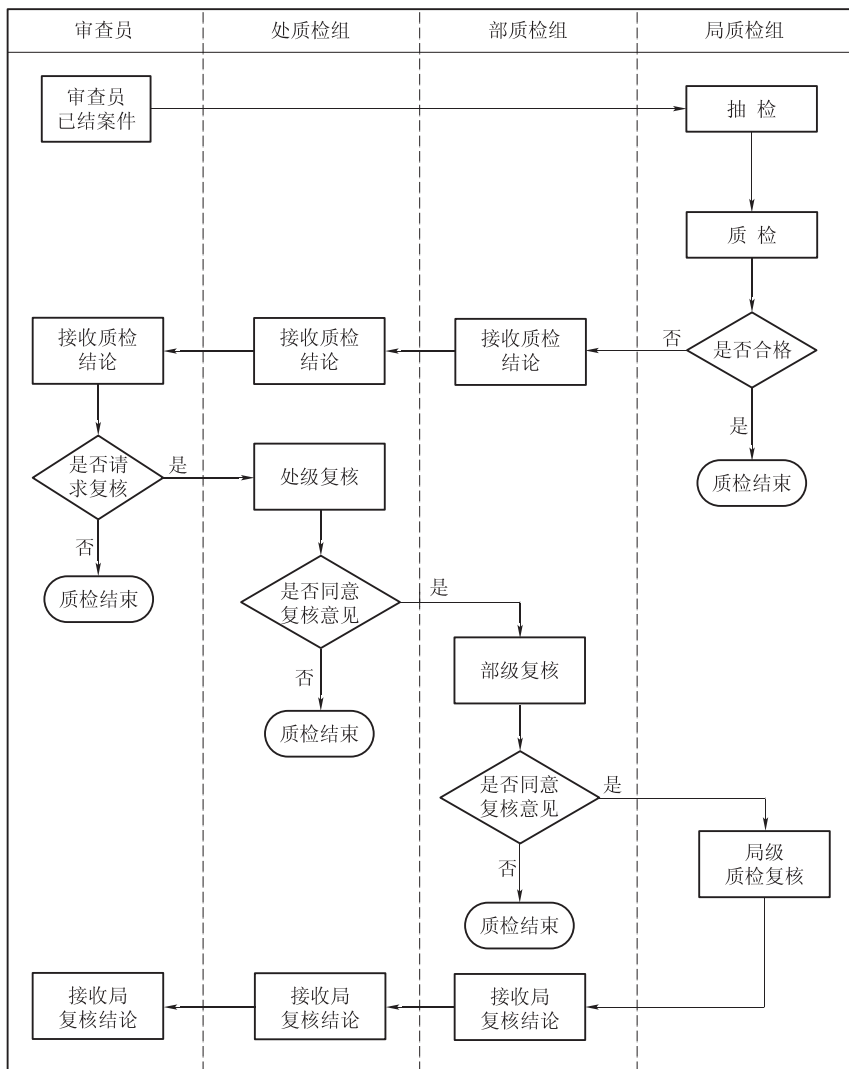 审查员
处质检组
部质检组
局质检组
审查员
已结案件
抽 检
质 检
接收质检
结论
接收质检
结论
接收质检
结论
否
是否合格
是
质检结束
是否请
求复核
是
处级复核
否
质检结束
是否同意
复核意见
是
部级复核
否
质检结束
是否同意
复核意见
是
局级
质检复核
否
质检结束
接收局
复核结论
接收局
复核结论
接收局
复核结论